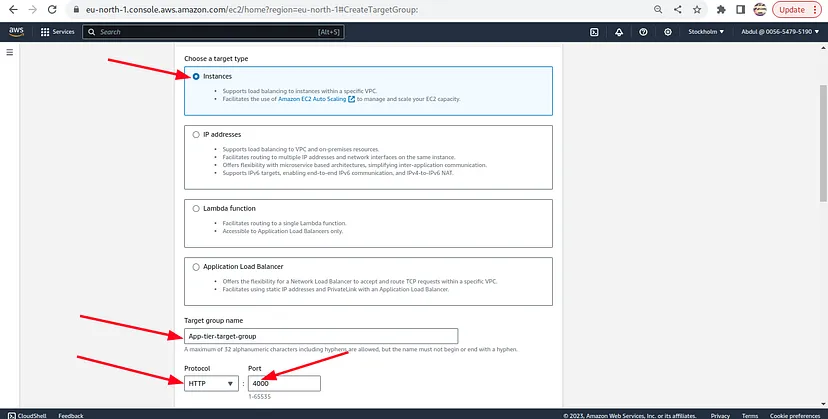 eu-north-1.console.aws.amazon.com/ec2/home?region=eu-north-1#CreateTargetGroup:
Update
aws
Services
Search
[Alt+S]
Stockholm
Abdul @ 0056-5479-5190
Choose a target type
Instances
• Supports load balancing to instances within a specific VPC.
• Facilitates the use of Amazon EC2 Auto Scaling to manage and scale your EC2 capacity.
IP addresses
• Supports load balancing to VPC and on-premises resources.
• Facilitates routing to multiple IP addresses and network interfaces on the same instance.
• Offers flexibility with microservice based architectures, simplifying inter-application communication.
• Supports IPv6 targets, enabling end-to-end IPv6 communication, and IPv4-to-IPv6 NAT.
Lambda function
• Facilitates routing to a single Lambda function.
• Accessible to Application Load Balancers only.
Application Load Balancer
• Offers the flexibility for a Network Load Balancer to accept and route TCP requests within a specific VPC.
• Facilitates using static IP addresses and PrivateLink with an Application Load Balancer.
Target group name
App-tier-target-group
A maximum of 32 alphanumeric characters including hyphens are allowed, but the name must not begin or end with a hyphen.
Protocol
Port
HTTP
:
4000
1-65535
CloudShell
Feedback
© 2023, Amazon Web Services, Inc. or its affiliates.
Privacy
Terms
Cookie preferences